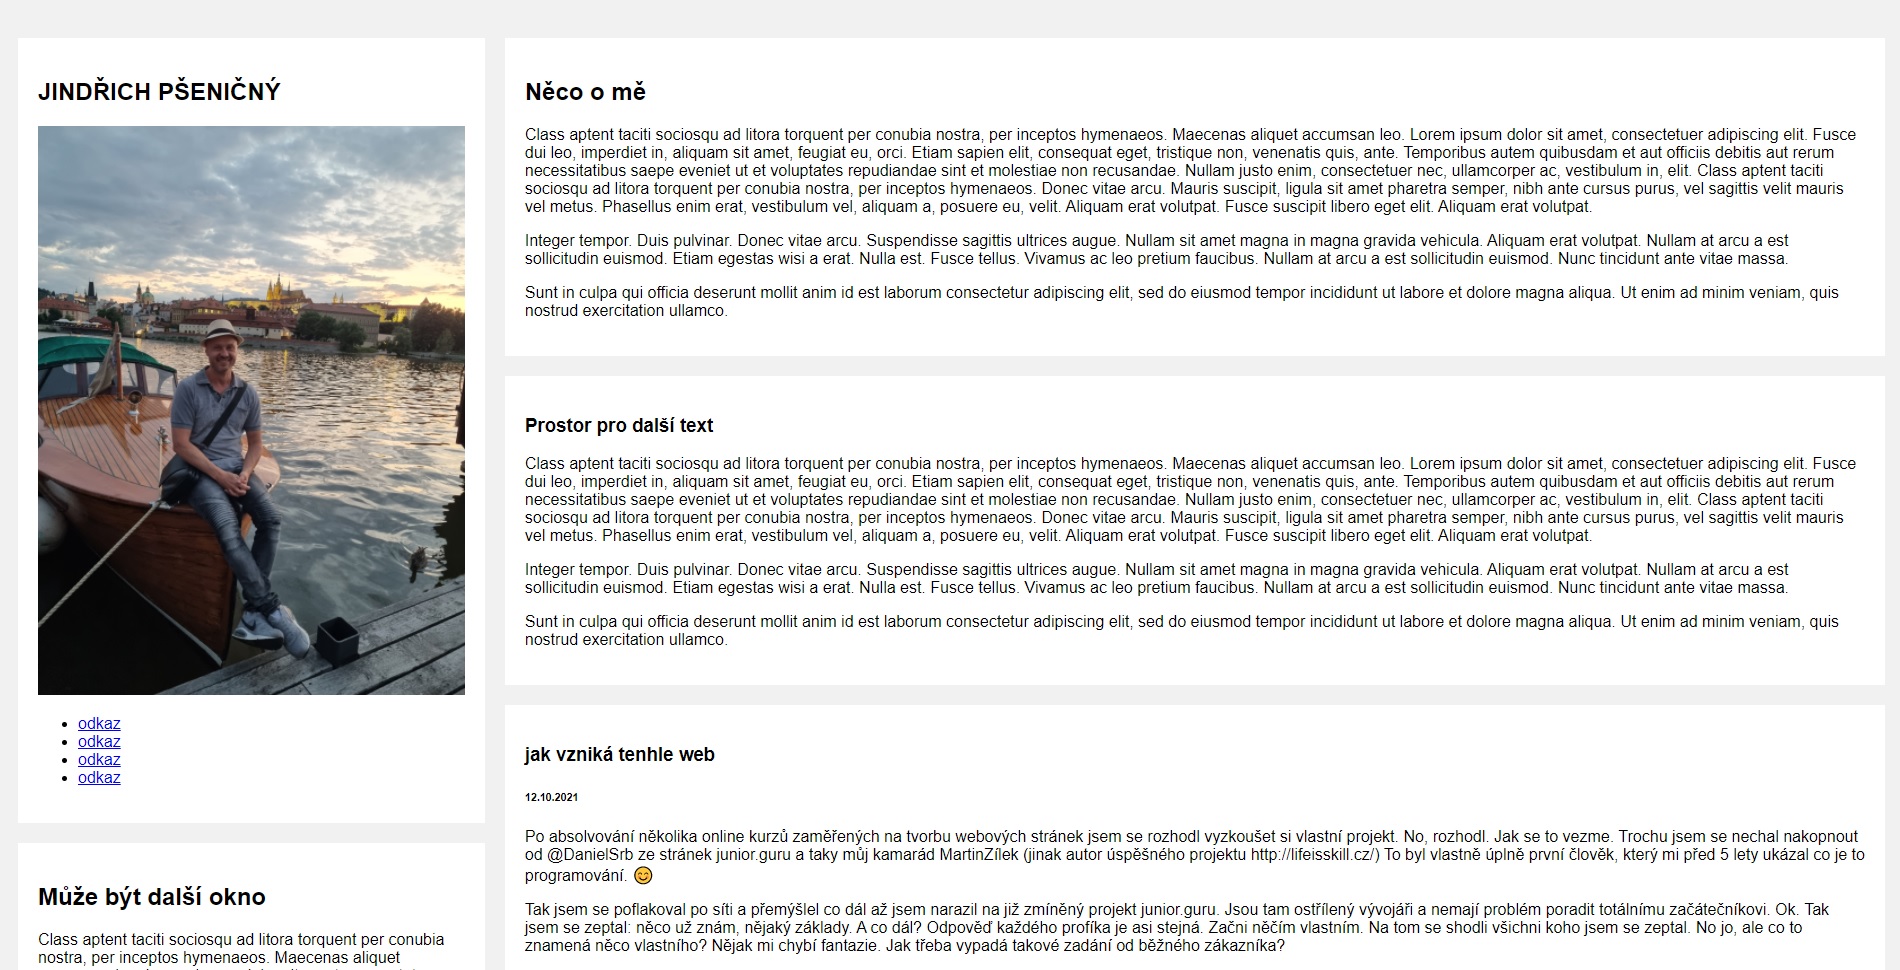 JINDŘICH PŠENIČNÝ
odkaz
odkaz
odkaz
odkaz
Může být další okno
Class aptent taciti sociosqu ad litora torquent per conubia
nostra, per inceptos hymenaeos. Maecenas aliquet
Něco o mě
Class aptent taciti sociosqu ad litora torquent per conubia nostra, per inceptos hymenaeos. Maecenas aliquet accumsan leo. Lorem ipsum dolor sit amet, consectetuer adipiscing elit. Fusce
dui leo, imperdiet in, aliquam sit amet, feugiat eu, orci. Etiam sapien elit, consequat eget, tristique non, venenatis quis, ante. Temporibus autem quibusdam et aut officiis debitis aut rerum
necessitatibus saepe eveniet ut et voluptates repudiandae sint et molestiae non recusandae. Nullam justo enim, consectetuer nec, ullamcorper ac, vestibulum in, elit. Class aptent taciti
sociosqu ad litora torquent per conubia nostra, per inceptos hymenaeos. Donec vitae arcu. Mauris suscipit, ligula sit amet pharetra semper, nibh ante cursus purus, vel sagittis velit mauris
vel metus. Phasellus enim erat, vestibulum vel, aliquam a, posuere eu, velit. Aliquam erat volutpat. Fusce suscipit libero eget elit. Aliquam erat volutpat.
Integer tempor. Duis pulvinar. Donec vitae arcu. Suspendisse sagittis ultrices augue. Nullam sit amet magna in magna gravida vehicula. Aliquam erat volutpat. Nullam at arcu a est
sollicitudin euismod. Etiam egestas wisi a erat. Nulla est. Fusce tellus. Vivamus ac leo pretium faucibus. Nullam at arcu a est sollicitudin euismod. Nunc tincidunt ante vitae massa.
Sunt in culpa qui officia deserunt mollit anim id est laborum consectetur adipiscing elit, sed do eiusmod tempor incididunt ut labore et dolore magna aliqua. Ut enim ad minim veniam, quis
nostrud exercitation ullamco.
Prostor pro další text
Class aptent taciti sociosqu ad litora torquent per conubia nostra, per inceptos hymenaeos. Maecenas aliquet accumsan leo. Lorem ipsum dolor sit amet, consectetuer adipiscing elit. Fusce
dui leo, imperdiet in, aliquam sit amet, feugiat eu, orci. Etiam sapien elit, consequat eget, tristique non, venenatis quis, ante. Temporibus autem quibusdam et aut officiis debitis aut rerum
necessitatibus saepe eveniet ut et voluptates repudiandae sint et molestiae non recusandae. Nullam justo enim, consectetuer nec, ullamcorper ac, vestibulum in, elit. Class aptent taciti
sociosqu ad litora torquent per conubia nostra, per inceptos hymenaeos. Donec vitae arcu. Mauris suscipit, ligula sit amet pharetra semper, nibh ante cursus purus, vel sagittis velit mauris
vel metus. Phasellus enim erat, vestibulum vel, aliquam a, posuere eu, velit. Aliquam erat volutpat. Fusce suscipit libero eget elit. Aliquam erat volutpat.
Integer tempor. Duis pulvinar. Donec vitae arcu. Suspendisse sagittis ultrices augue. Nullam sit amet magna in magna gravida vehicula. Aliquam erat volutpat. Nullam at arcu a est
sollicitudin euismod. Etiam egestas wisi a erat. Nulla est. Fusce tellus. Vivamus ac leo pretium faucibus. Nullam at arcu a est sollicitudin euismod. Nunc tincidunt ante vitae massa.
Sunt in culpa qui officia deserunt mollit anim id est laborum consectetur adipiscing elit, sed do eiusmod tempor incididunt ut labore et dolore magna aliqua. Ut enim ad minim veniam, quis
nostrud exercitation ullamco.
jak vzniká tenhle web
12.10.2021
Po absolvování několika online kurzů zaměřených na tvorbu webových stránek jsem se rozhodl vyzkoušet si vlastní projekt. No, rozhodl. Jak se to vezme. Trochu jsem se nechal nakopnout
od @DanielSrb ze stránek junior.guru a taky můj kamarád MartinZílek (jinak autor úspěšného projektu http://lifeisskill.cz/) To byl vlastně úplně první člověk, který mi před 5 lety ukázal co je to
programování. 😊
Tak jsem se poflakoval po síti a přemýšlel co dál až jsem narazil na již zmíněný projekt junior.guru. Jsou tam ostřílený vývojáři a nemají problém poradit totálnímu začátečníkovi. Ok. Tak
jsem se zeptal: něco už znám, nějaký základy. A co dál? Odpověď každého profíka je asi stejná. Začni něčím vlastním. Na tom se shodli všichni koho jsem se zeptal. No jo, ale co to
znamená něco vlastního? Nějak mi chybí fantazie. Jak třeba vypadá takové zadání od běžného zákazníka?